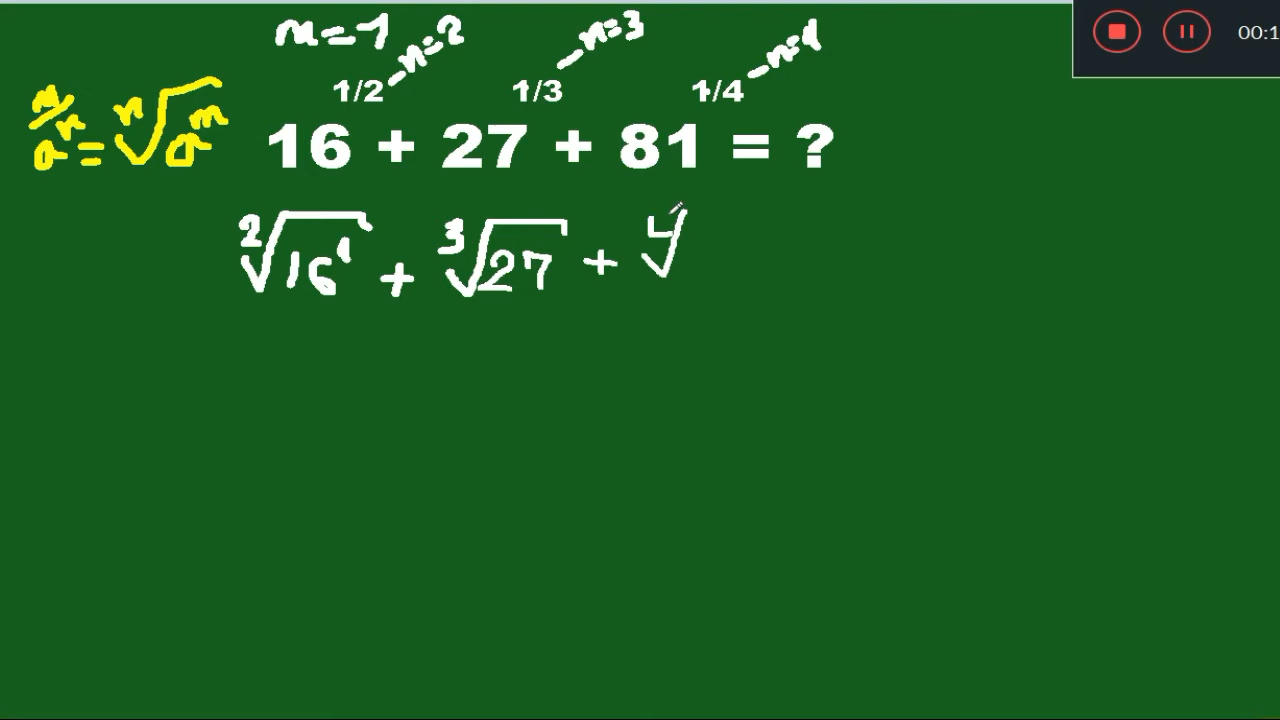 m=1
-n=2 -n=3 -n=4
1/2 1/3 1/4
00:1
a^m/n = ⁿ√a^m
16 + 27 + 81 = ?
²√16¹ + ³√27 + ⁴√